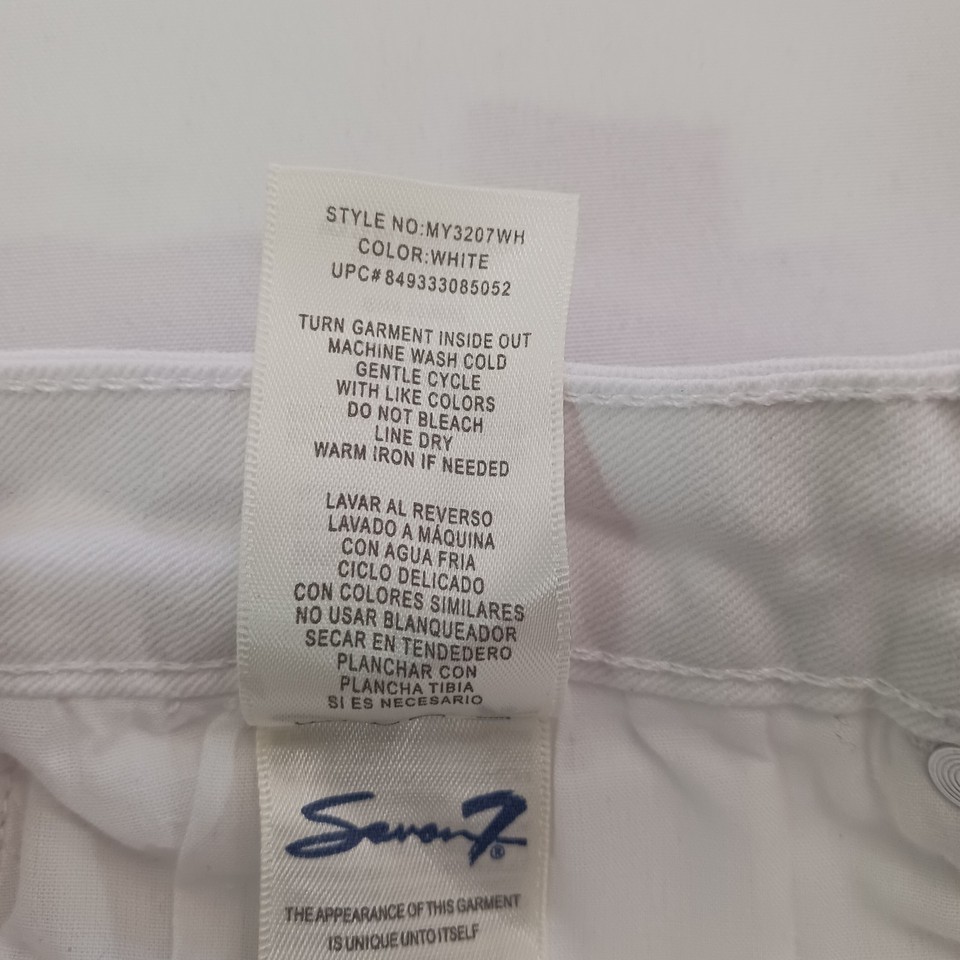 STYLE NO:MY3207WH
COLOR:WHITE
UPC#849333085052
TURN GARMENT INSIDE OUT
MACHINE WASH COLD
GENTLE CYCLE
WITH LIKE COLORS
DO NOT BLEACH
LINE DRY
WARM IRON IF NEEDED
LAVAR AL REVERSO
LAVADO A MÁQUINA
CON AGUA FRIA
CICLO DELICADO
CON COLORES SIMILARES
NO USAR BLANQUEADOR
SECAR EN TENDEDERO
PLANCHAR CON
PLANCHA TIBIA
SI ES NECESARIO
Seven7®
THE APPEARANCE OF THIS GARMENT
IS UNIQUE UNTO ITSELF